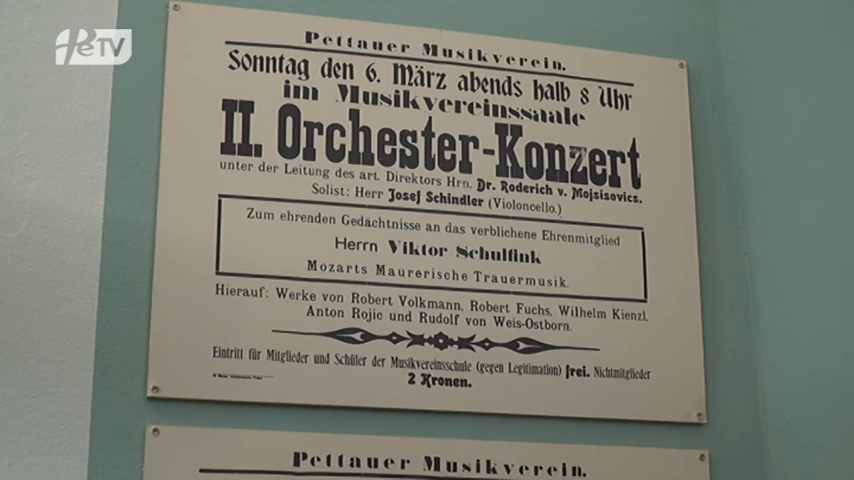 PeTV
Pettauer Musikverein.
Sonntag den 6. März abends halb 8 Uhr
im Musikvereinssaale
II. Orchester-Konzert
unter der Leitung des art. Direktors Hrn. Dr. Roderich v. Mojsisovics.
Solist: Herr Josef Schindler (Violoncello.)
Zum ehrenden Gedächtnisse an das verblichene Ehrenmitglied
Herrn Viktor Schulfink
Mozarts Maurerische Trauermusik.
Hierauf: Werke von Robert Volkmann, Robert Fuchs, Wilhelm Kienzl,
Anton Rojic und Rudolf von Weis-Ostborn.
Eintritt für Mitglieder und Schüler der Musikvereinsschule (gegen Legitimation) frei. Nichtmitglieder
2 Kronen.
Pettauer Musikverein.